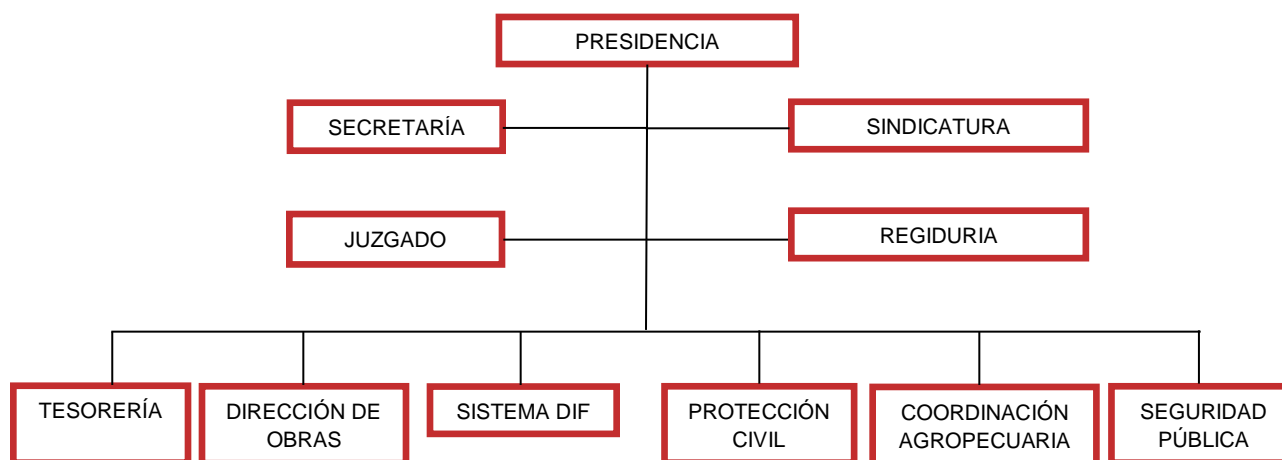 PRESIDENCIA
SECRETARÍA
SINDICATURA
JUZGADO
REGIDURIA
TESORERÍA
DIRECCIÓN DE
OBRAS
SISTEMA DIF
PROTECCIÓN
CIVIL
COORDINACIÓN
AGROPECUARIA
SEGURIDAD
PÚBLICA